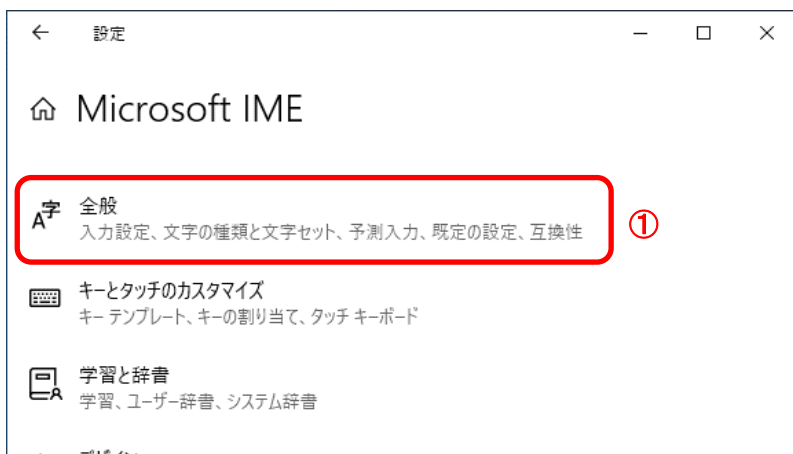 設定
Microsoft IME
全般
入力設定、文字の種類と文字セット、予測入力、既定の設定、互換性
①
キーとタッチのカスタマイズ
キー テンプレート、キーの割り当て、タッチ キーボード
学習と辞書
学習、ユーザー辞書、システム辞書